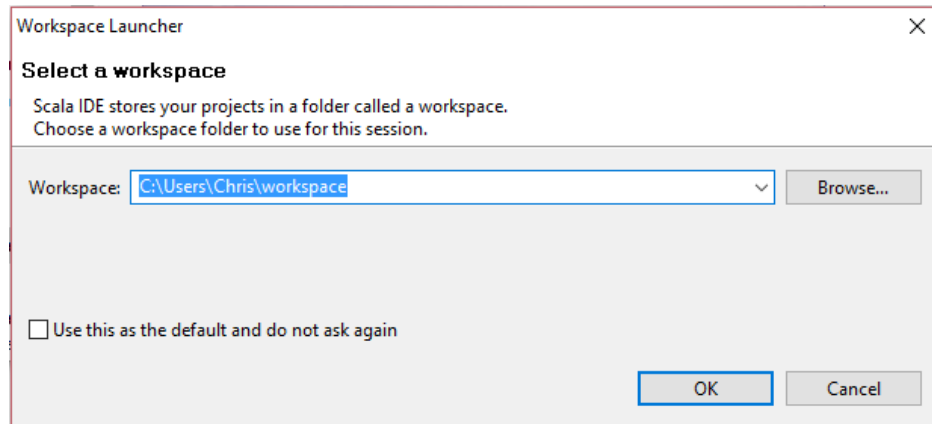 Workspace Launcher
Select a workspace
Scala IDE stores your projects in a folder called a workspace.
Choose a workspace folder to use for this session.
Workspace: C:\Users\Chris\workspace Browse...
Use this as the default and do not ask again
OK Cancel